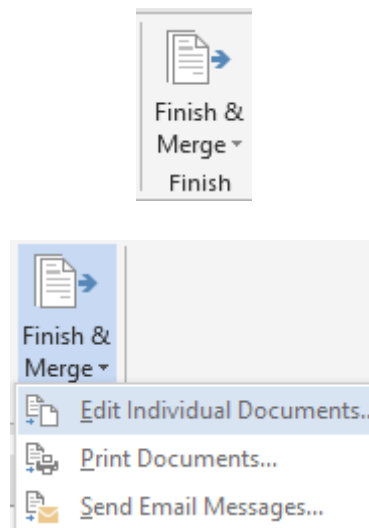 Finish &
Merge
Finish
Finish &
Merge
Edit Individual Documents..
Print Documents...
Send Email Messages...